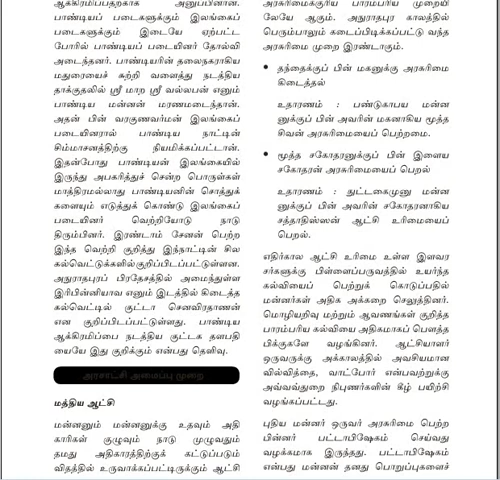 ஆக்கிரமிப்பதற்காக அனுப்பினான்.
பாண்டியப் படைகளுக்கும் இலங்கைப்
படைகளுக்கும் இடையே ஏற்பட்ட
போரில் பாண்டியப் படையினர் தோல்வி
அடைந்தனர். பாண்டியரின் தலைநகராகிய
மதுரையைச் சுற்றி வளைத்து நடத்திய
தாக்குதலில் ஸ்ரீ மாற ஸ்ரீ வல்லபன் எனும்
பாண்டிய மன்னன் மரணமடைந்தான்.
அதன் பின் வரகுணவர்மன் இலங்கைப்
படையினரால் பாண்டிய நாட்டின்
சிம்மாசனத்திற்கு நியமிக்கப்பட்டான்.
இதன்போது பாண்டியன் இலங்கையில்
இருந்து அபகரித்துச் சென்ற பொருள்கள்
மாத்திரமல்லாது பாண்டியனின் சொத்துக்
களையும் எடுத்துக் கொண்டு இலங்கைப்
படையினர் வெற்றியோடு நாடு
திரும்பினர். இரண்டாம் சேனன் பெற்ற
இந்த வெற்றி குறித்து இந்நாட்டின் சில
கல்வெட்டுக்களில்குறிப்பிடப்பட்டுள்ளன.
அநுராதபுரப் பிரதேசத்தில் அமைந்துள்ள
இரிபின்னியாவ எனும் இடத்தில் கிடைத்த
கல்வெட்டில் குட்டா செனவிரதாணன்
என குறிப்பிடப்பட்டுள்ளது. பாண்டிய
ஆக்கிரமிப்பை நடத்திய குட்டக தளபதி
யையே இது குறிக்கும் என்பது தெளிவு.
அரசாட்சி அமைப்பு முறை
மத்திய ஆட்சி
மன்னனும் மன்னனுக்கு உதவும் அதி
காரிகள் குழுவும் நாடு முழுவதும்
தமது அதிகாரத்திற்குக் கட்டுப்படும்
விதத்தில் உருவாக்கப்பட்டிருக்கும் ஆட்சி
அரசுரிமைக்குரிய பாரம்பரிய முறையி
லேயே ஆகும். அநுராதபுர காலத்தில்
பெரும்பாலும் கடைப்பிடிக்கப்பட்டு வந்த
அரசுரிமை முறை இரண்டாகும்.
• தந்தைக்குப் பின் மகனுக்கு அரசுரிமை
கிடைத்தல்
உதாரணம் : பண்டுகாபய மன்ன
னுக்குப் பின் அவரின் மகனாகிய மூத்த
சிவன் அரசுரிமையைப் பெற்றமை.
• மூத்த சகோதரனுக்குப் பின் இளைய
சகோதரன் அரசுரிமையைப் பெறல்
உதாரணம் : துட்டகைமுனு மன்ன
னுக்குப் பின் அவரின் சகோதரனாகிய
சத்தாதிஸ்ஸன் ஆட்சி உரிமையைப்
பெறல்.
எதிர்கால ஆட்சி உரிமை உள்ள இளவர
சர்களுக்கு பிள்ளைப்பருவத்தில் உயர்ந்த
கல்வியைப் பெற்றுக் கொடுப்பதில்
மன்னர்கள் அதிக அக்கறை செலுத்தினர்.
மொழியறிவு மற்றும் ஆவணங்கள் குறித்த
பாரம்பரிய கல்வியை அதிகமாகப் பௌத்த
பிக்குகளே வழங்கினர். ஆட்சியாளர்
ஒருவருக்கு அக்காலத்தில் அவசியமான
வில்வித்தை, வாட்போர் என்பவற்றுக்கு
அவ்வவ்துறை நிபுணர்களின் கீழ் பயிற்சி
வழங்கப்பட்டது.
புதிய மன்னர் ஒருவர் அரசுரிமை பெற்ற
பின்னர் பட்டாபிஷேகம் செய்வது
வழக்கமாக இருந்தது. பட்டாபிஷேகம்
என்பது மன்னன் தனது பொறுப்புகளைச்